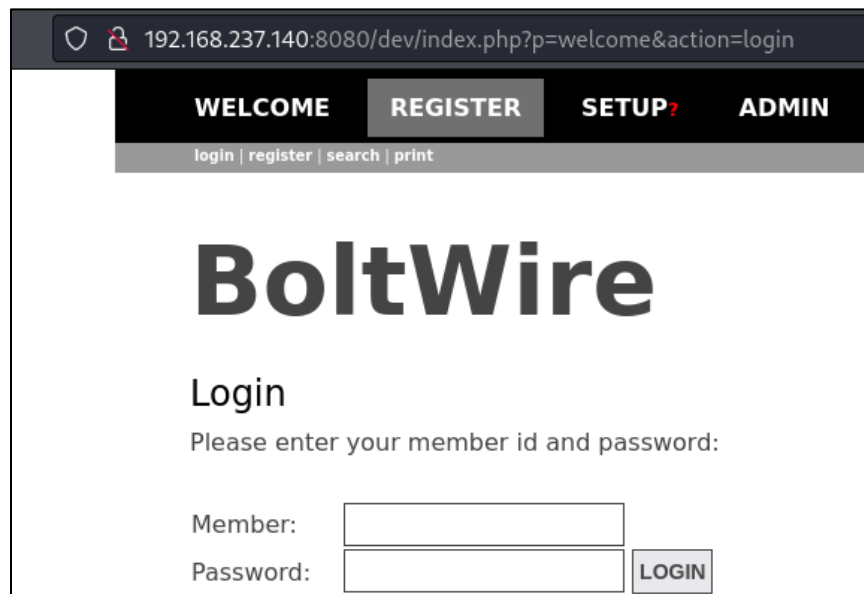 192.168.237.140:8080/dev/index.php?p=welcome&action=login
WELCOME REGISTER SETUP? ADMIN
login | register | search | print
BoltWire
Login
Please enter your member id and password:
Member:
Password: LOGIN